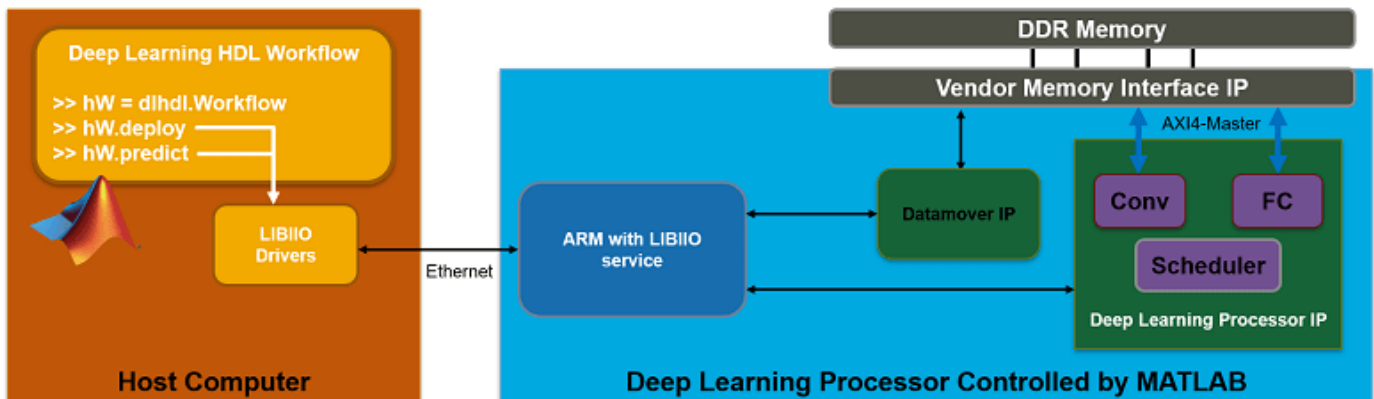 Deep Learning HDL Workflow
>> hW = dlhdl.Workflow
>> hW.deploy
>> hW.predict
LIBIIO
Drivers
Host Computer
Ethernet
DDR Memory
Vendor Memory Interface IP
AXI4-Master
ARM with LIBIIO
service
Datamover IP
Conv
FC
Scheduler
Deep Learning Processor IP
Deep Learning Processor Controlled by MATLAB